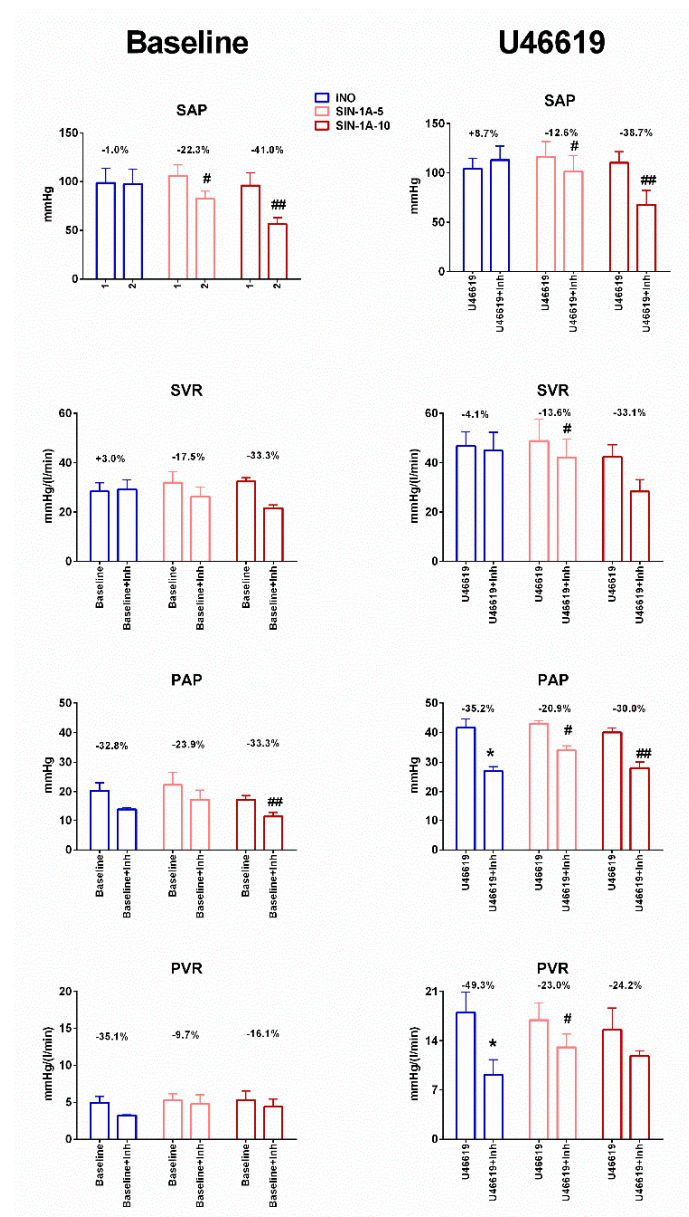 Baseline
U46619
INO
SIN-1A-5
SIN-1A-10
SAP
-1.0%
-22.3%
-41.0%
#
##
mmHg
150
100
50
0
1
2
1
2
1
2
SAP
+8.7%
-12.6%
-38.7%
#
##
mmHg
150
100
50
0
U46619
U46619+Inh
U46619
U46619+Inh
U46619
U46619+Inh
SVR
+3.0%
-17.5%
-33.3%
mmHg/(l/min)
60
40
20
0
Baseline
Baseline+Inh
Baseline
Baseline+Inh
Baseline
Baseline+Inh
SVR
-4.1%
-13.6%
-33.1%
#
mmHg/(l/min)
60
40
20
0
U46619
U46619+Inh
U46619
U46619+Inh
U46619
U46619+Inh
PAP
-32.8%
-23.9%
-33.3%
##
mmHg
50
40
30
20
10
0
Baseline
Baseline+Inh
Baseline
Baseline+Inh
Baseline
Baseline+Inh
PAP
-35.2%
-20.9%
-30.0%
*
#
##
mmHg
50
40
30
20
10
0
U46619
U46619+Inh
U46619
U46619+Inh
U46619
U46619+Inh
PVR
-35.1%
-9.7%
-16.1%
mmHg/(l/min)
20
15
10
5
0
Baseline
Baseline+Inh
Baseline
Baseline+Inh
Baseline
Baseline+Inh
PVR
-49.3%
-23.0%
-24.2%
*
#
mmHg/(l/min)
21
14
7
0
U46619
U46619+Inh
U46619
U46619+Inh
U46619
U46619+Inh